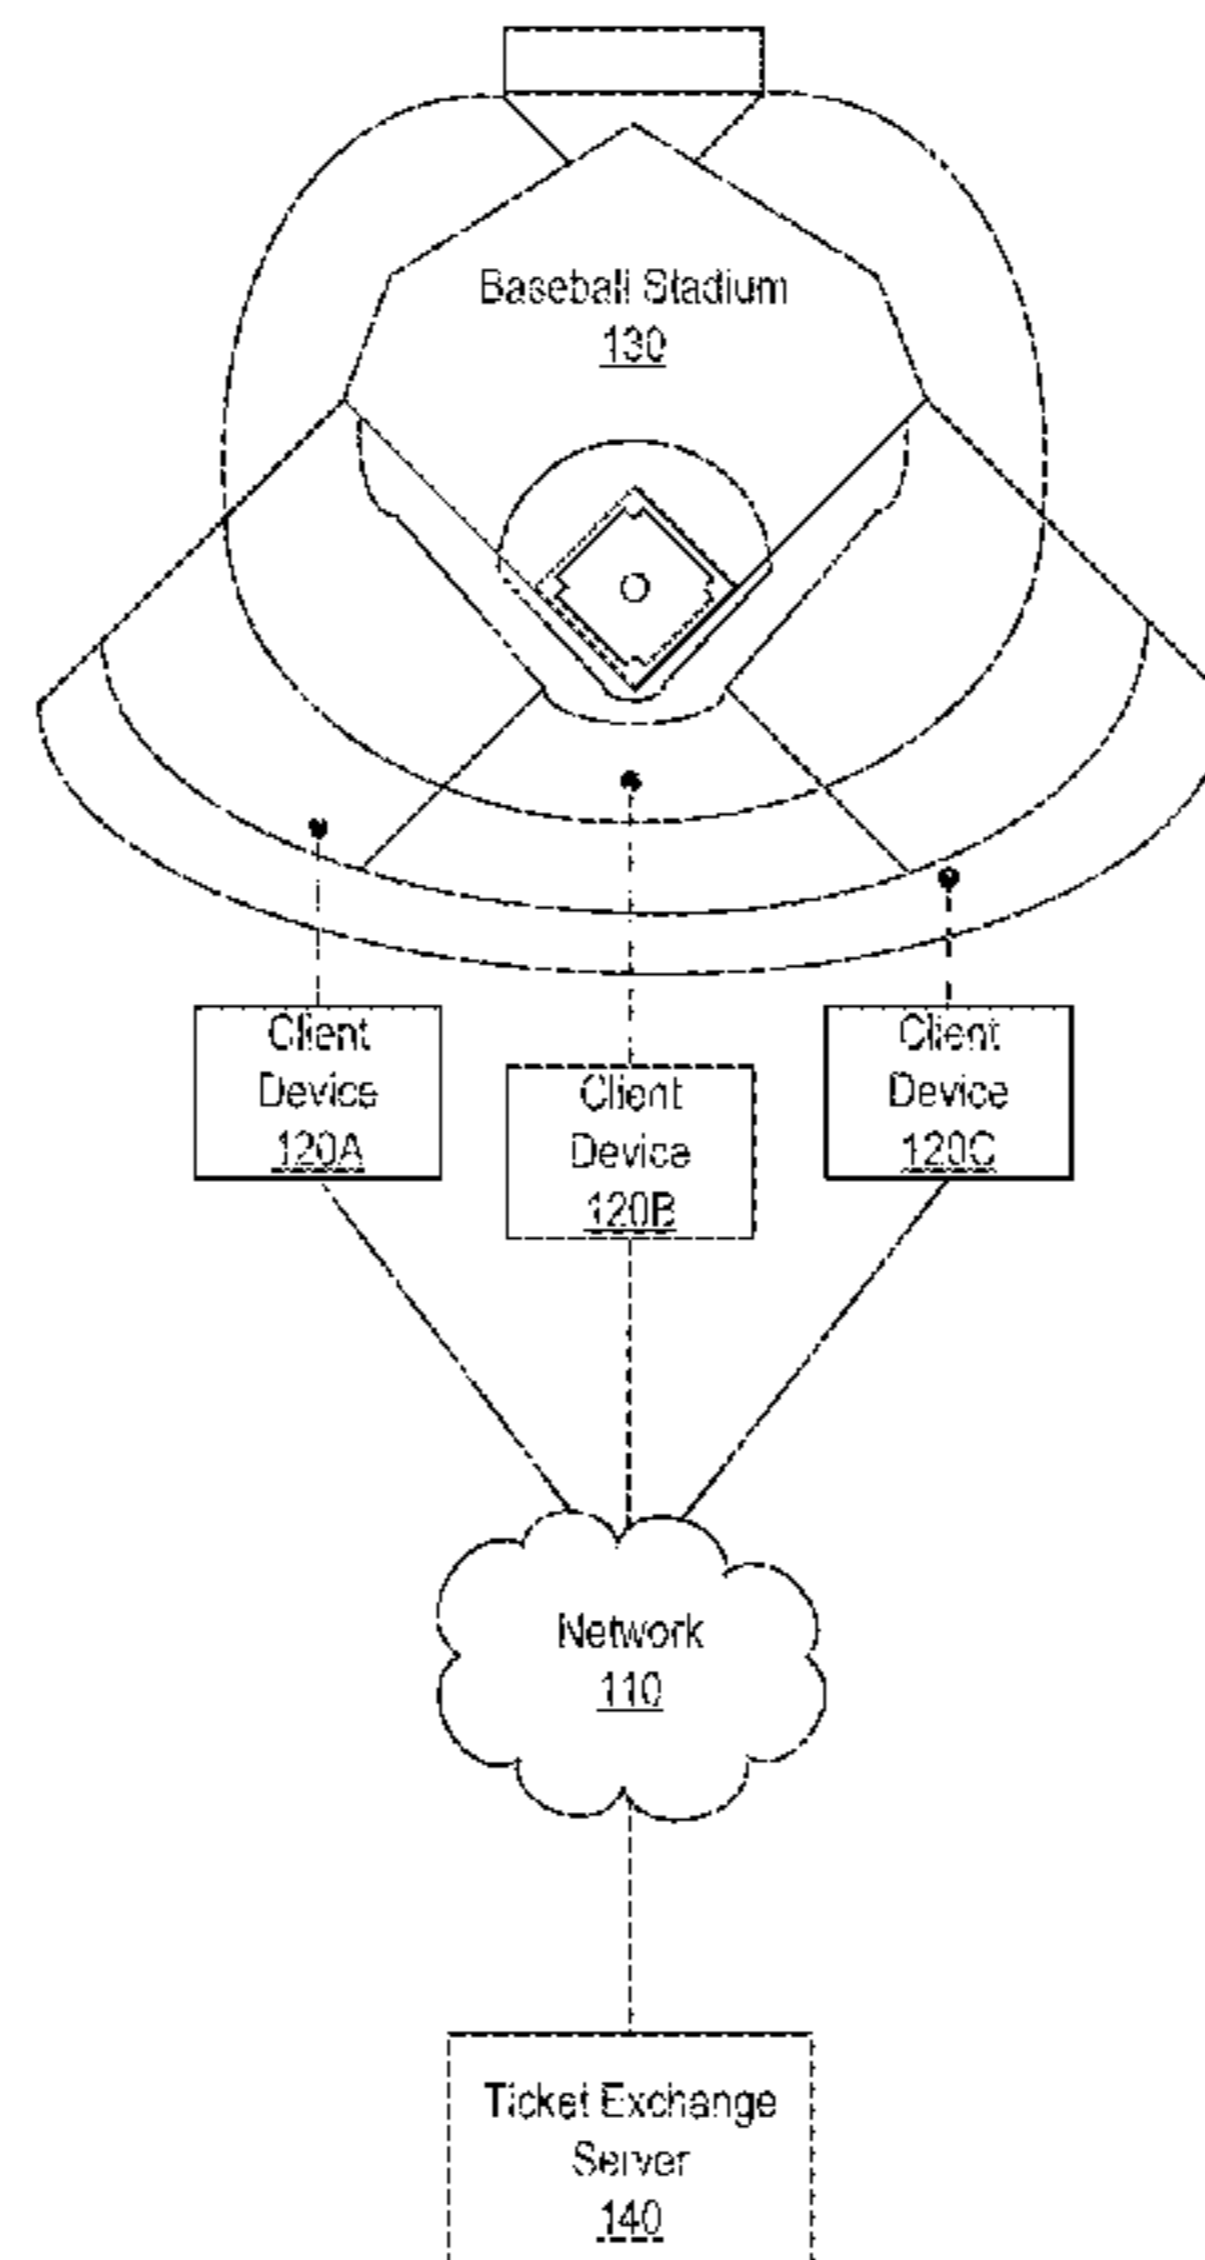 Baseball Stadium
130
Client
Device
120A
Client
Device
120B
Client
Device
120C
Network
110
Ticket Exchange
Server
140